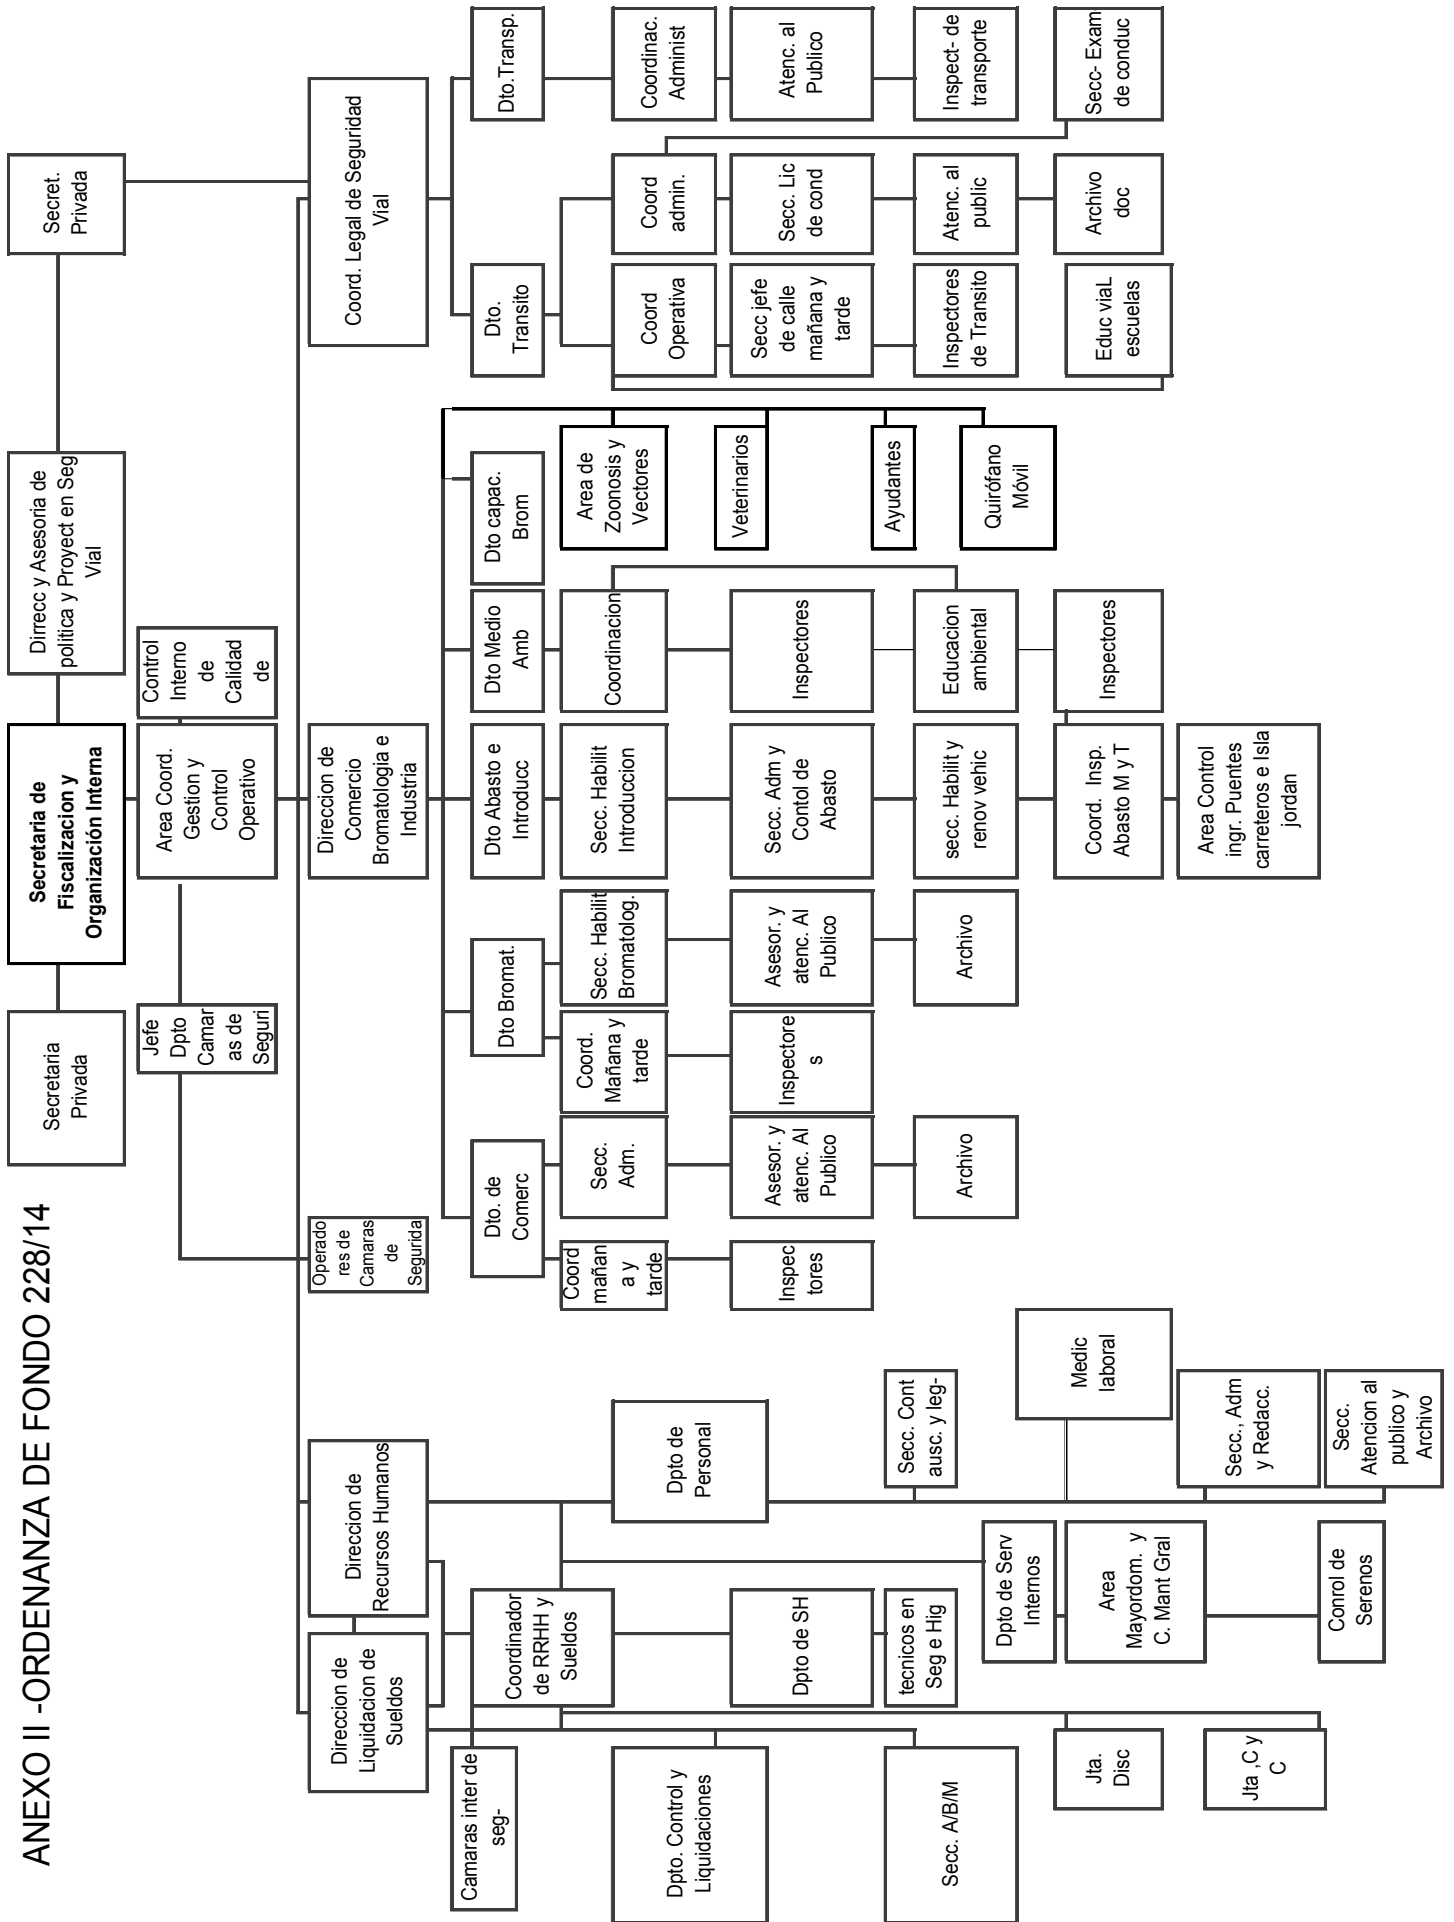 ANEXO II -ORDENANZA DE FONDO 228/14
Secretaria
Privada
Secretaria de
Fiscalizacion y
Organización Interna
Dirrecc y Asesoria de
politica y Proyect en Seg
Vial
Secret.
Privada
Jefe
Dpto
Camar
as de
Seguri
Area Coord.
Gestion y
Control
Operativo
Control
Interno
de
Calidad
de
Direccion de
Liquidacion de
Sueldos
Direccion de
Recursos Humanos
Operado
res de
Camaras
de
Segurida
Direccion de
Comercio
Bromatologia e
Industria
Coord. Legal de Seguridad
Vial
Camaras inter de
seg-
Coordinador
de RRHH y
Sueldos
Dto. de
Comerc
Dto Bromat.
Dto Abasto e
Introducc
Dto Medio
Amb
Dto capac.
Brom
Dto.
Transito
Dto.Transp.
Coord
mañan
a y
tarde
Secc.
Adm.
Coord.
Mañana y
tarde
Secc. Habilit
Bromatolog.
Secc. Habilit
Introduccion
Coordinacion
Area de
Zoonosis y
Vectores
Coord
Operativa
Coord
admin.
Coordinac.
Administ
Dpto. Control y
Liquidaciones
Dpto de
Personal
Dpto de SH
Inspec
tores
Asesor. y
atenc. Al
Publico
Inspectore
s
Asesor. y
atenc. Al
Publico
Secc. Adm y
Contol de
Abasto
Inspectores
Veterinarios
Secc jefe
de calle
mañana y
tarde
Secc. Lic
de cond
Atenc. al
Publico
Secc. A/B/M
tecnicos en
Seg e Hig
Secc. Cont
ausc. y leg-
Archivo
Archivo
secc. Habilit y
renov vehic
Educacion
ambiental
Ayudantes
Inspectores
de Transito
Atenc. al
public
Inspect- de
transporte
Dpto de Serv
Internos
Quirófano
Móvil
Jta.
Disc
Area
Mayordom. y
C. Mant Gral
Medic
laboral
Coord. Insp.
Abasto M y T
Inspectores
Educ viaL
escuelas
Archivo
doc
Secc- Exam
de conduc
Jta ,C y
C
Secc., Adm
y Redacc.
Area Control
ingr. Puentes
carreteros e Isla
jordan
Conrol de
Serenos
Secc.
Atencion al
publico y
Archivo